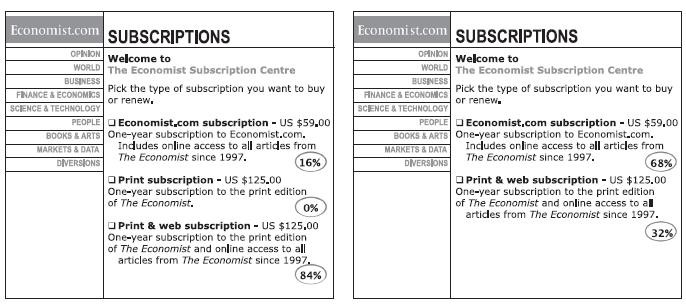 Economist.com
SUBSCRIPTIONS
OPINION
WORLD
BUSINESS
FINANCE & ECONOMICS
SCIENCE & TECHNOLOGY
PEOPLE
BOOKS & ARTS
MARKETS & DATA
DIVERSIONS
Welcome to
The Economist Subscription Centre
Pick the type of subscription you want to buy
or renew.
❑ Economist.com subscription - US $59.00
One-year subscription to Economist.com.
Includes online access to all articles from
The Economist since 1997.
16%
❑ Print subscription - US $125.00
One-year subscription to the print edition
of The Economist.
0%
❑ Print & web subscription - US $125.00
One-year subscription to the print edition
of The Economist and online access to all
articles from The Economist since 1997.
84%
Economist.com
SUBSCRIPTIONS
OPINION
WORLD
BUSINESS
FINANCE & ECONOMICS
SCIENCE & TECHNOLOGY
PEOPLE
BOOKS & ARTS
MARKETS & DATA
DIVERSIONS
Welcome to
The Economist Subscription Centre
Pick the type of subscription you want to buy
or renew.
❑ Economist.com subscription - US $59.00
One-year subscription to Economist.com.
Includes online access to all articles from
The Economist since 1997.
68%
❑ Print & web subscription - US $125.00
One-year subscription to the print edition
of The Economist and online access to all
articles from The Economist since 1997.
32%